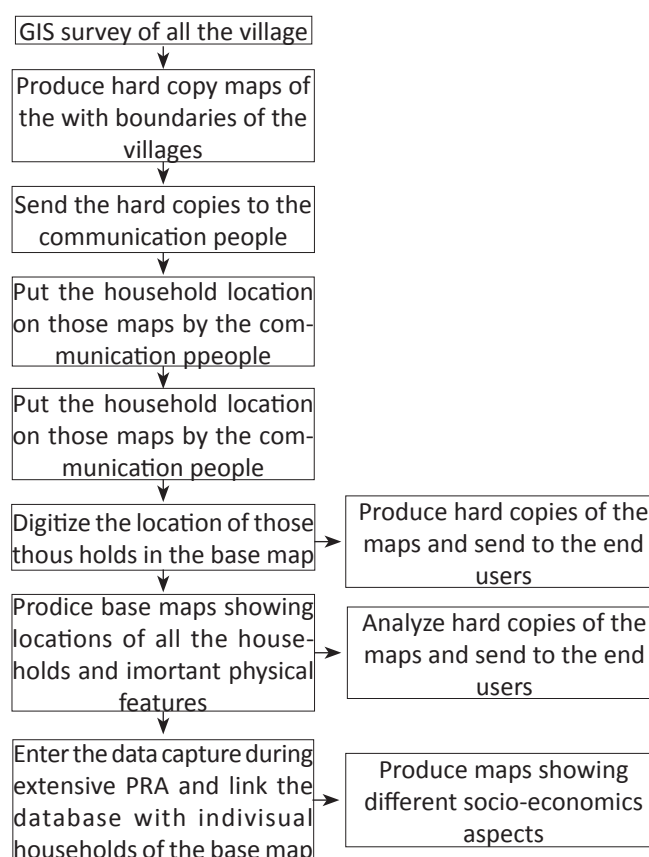 GIS survey of all the village
Produce hard copy maps of
the with boundaries of the
villages
Send the hard copies to the
communication people
Put the household location
on those maps by the com-
munication ppeople
Put the household location
on those maps by the com-
munication people
Digitize the location of those
thous holds in the base map
Produce hard copies of the
maps and send to the end
users
Prodice base maps showing
locations of all the house-
holds and imortant physical
features
Analyze hard copies of the
maps and send to the end
users
Enter the data capture during
extensive PRA and link the
database with indivisual
households of the base map
Produce maps showing
different socio-economics
aspects